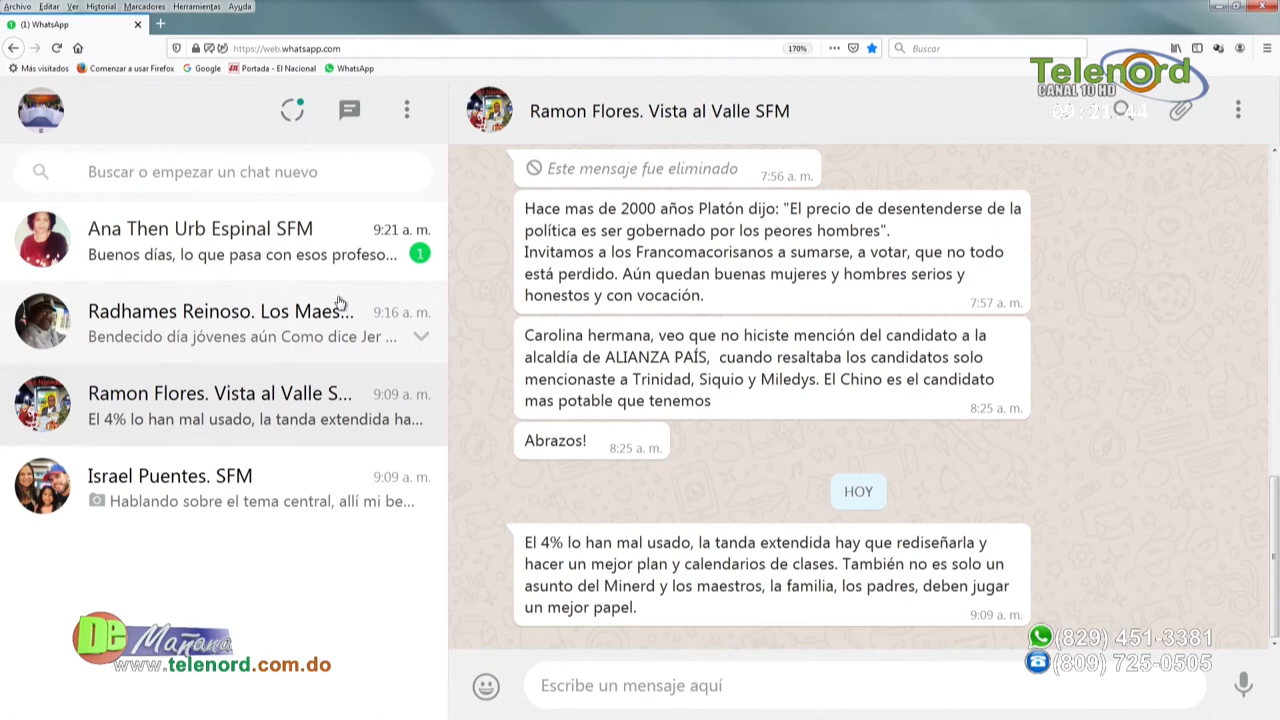 Archivo Editar Ver Historial Marcadores Herramientas Ayuda
(1) WhatsApp
https://web.whatsapp.com
170%
Buscar
Más visitados Comenzar a usar Firefox Google Portada - El Nacional WhatsApp
Telenord
CANAL 10 HD
Ramon Flores. Vista al Valle SFM
Buscar o empezar un chat nuevo
Ana Then Urb Espinal SFM 9:21 a. m.
Buenos días, lo que pasa con esos profeso... 1
Radhames Reinoso. Los Maes... 9:16 a. m.
Bendecido día jóvenes aún Como dice Jer ...
Ramon Flores. Vista al Valle S... 9:09 a. m.
El 4% lo han mal usado, la tanda extendida ha...
Israel Puentes. SFM 9:09 a. m.
Hablando sobre el tema central, allí mi be...
Este mensaje fue eliminado 7:56 a. m.
Hace mas de 2000 años Platón dijo: "El precio de desentenderse de la
política es ser gobernado por los peores hombres".
Invitamos a los Francomacorisanos a sumarse, a votar, que no todo
está perdido. Aún quedan buenas mujeres y hombres serios y
honestos y con vocación. 7:57 a. m.
Carolina hermana, veo que no hiciste mención del candidato a la
alcaldía de ALIANZA PAÍS, cuando resaltaba los candidatos solo
mencionaste a Trinidad, Siquio y Miledys. El Chino es el candidato
mas potable que tenemos 8:25 a. m.
Abrazos! 8:25 a. m.
HOY
El 4% lo han mal usado, la tanda extendida hay que rediseñarla y
hacer un mejor plan y calendarios de clases. También no es solo un
asunto del Minerd y los maestros, la familia, los padres, deben jugar
un mejor papel. 9:09 a. m.
Escribe un mensaje aquí
De Mañana
www.telenord.com.do
(829) 451-3381
(809) 725-0505